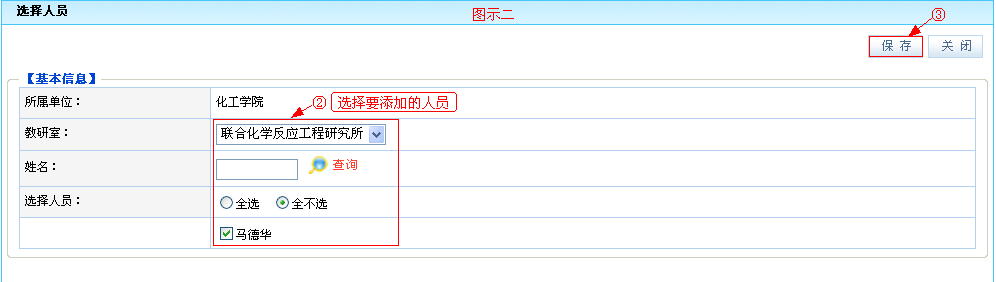 选择人员
图示二
③
保 存
关 闭
【基本信息】
所属单位：
化工学院
② 选择要添加的人员
教研室：
联合化学反应工程研究所
姓名：
查询
选择人员：
全选 全不选
马德华